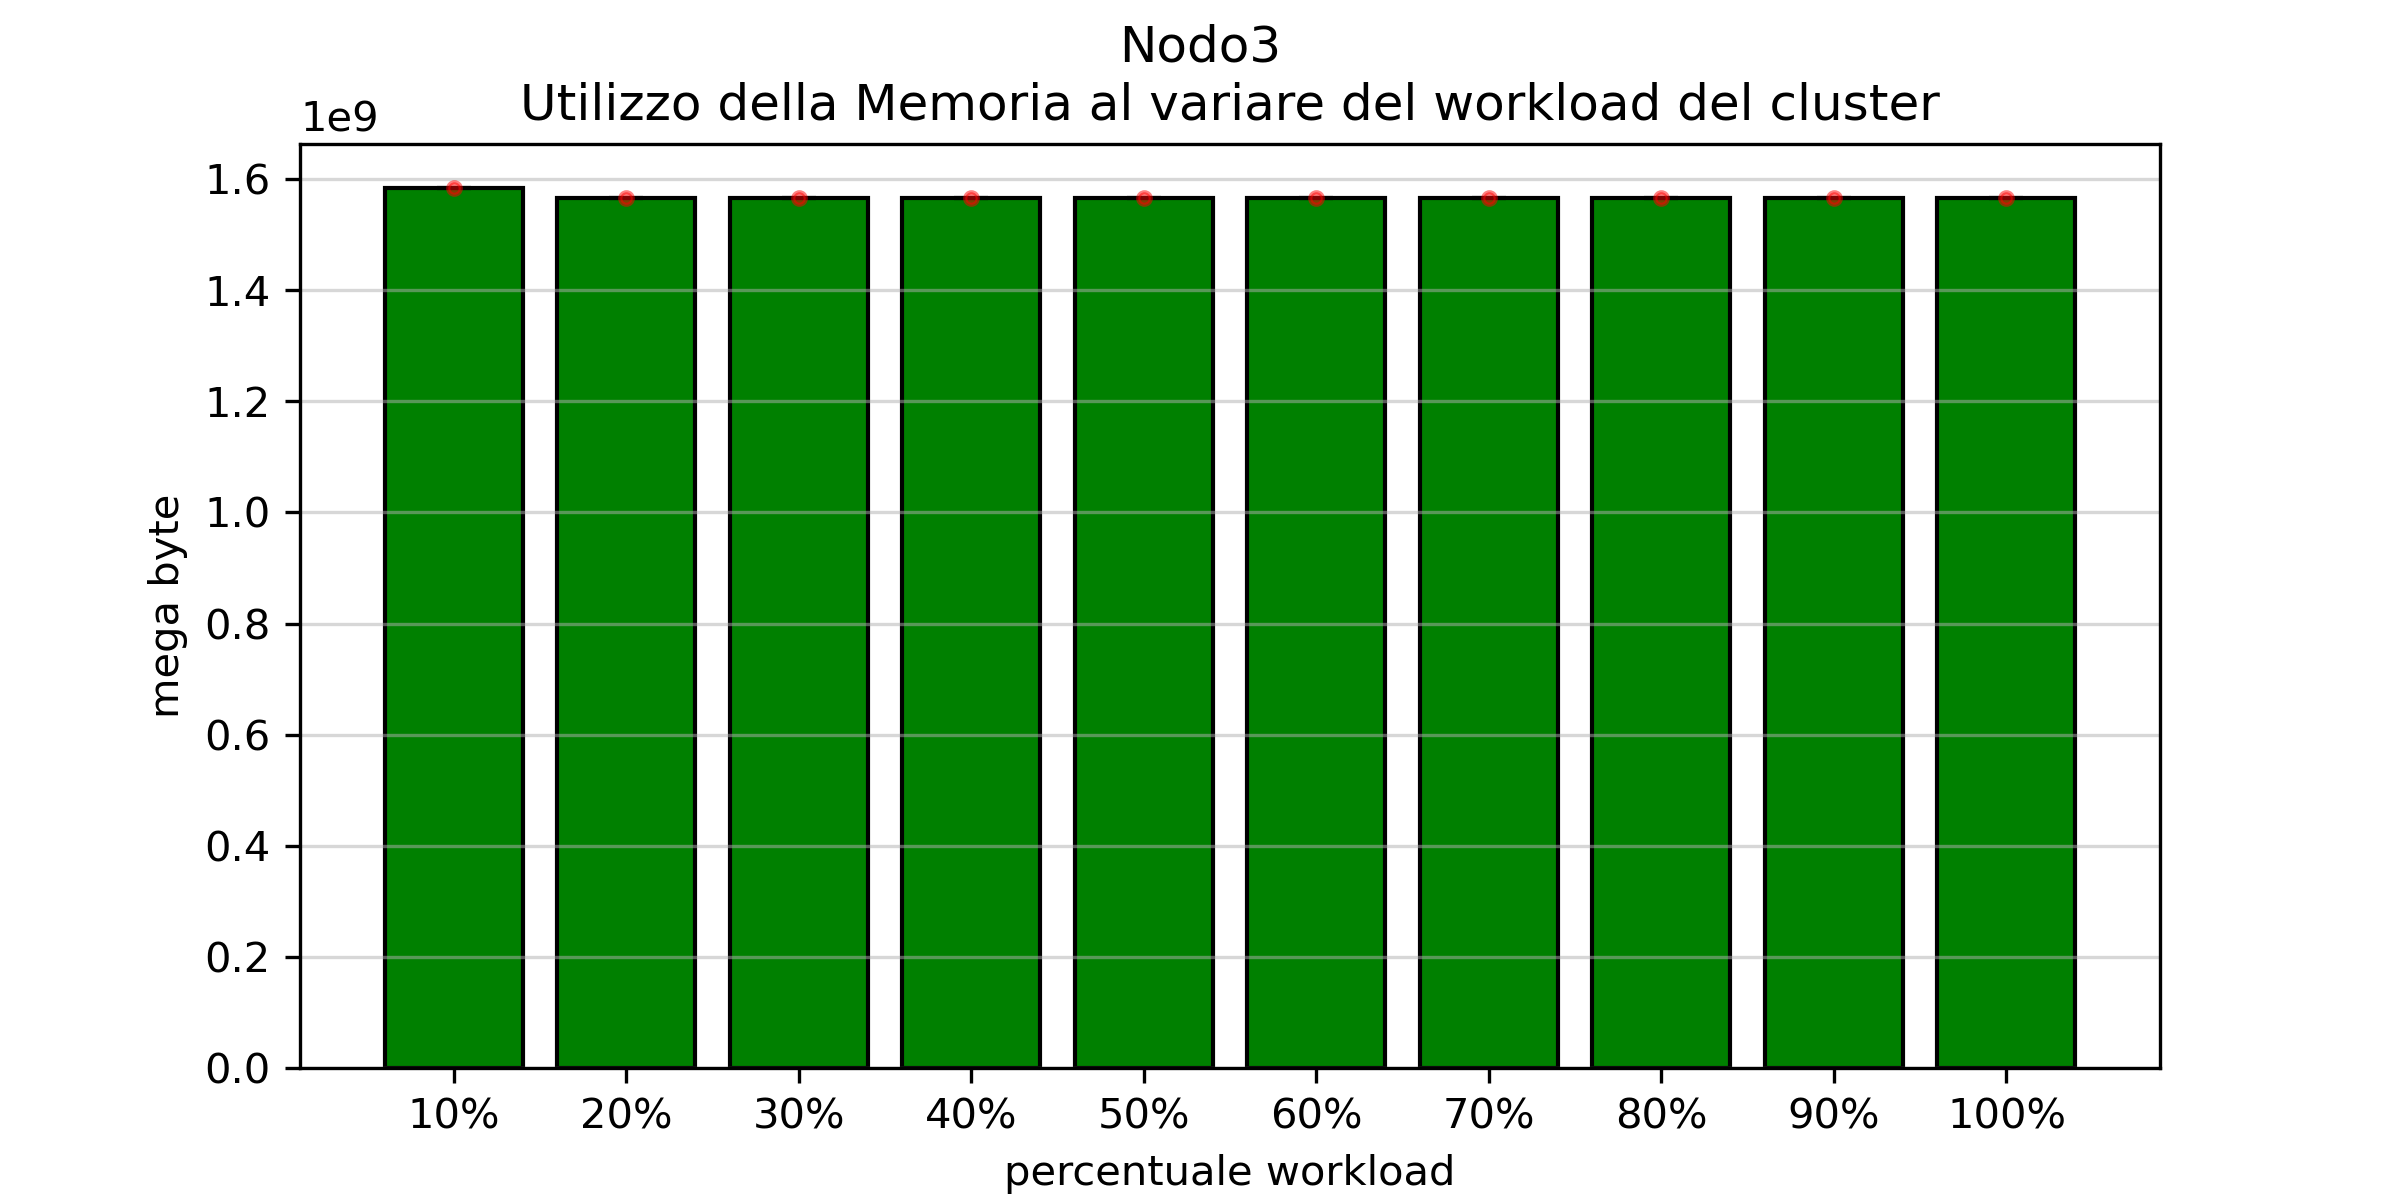 Nodo3
Utilizzo della Memoria al variare del workload del cluster
1e9
1.6
1.4
1.2
1.0
0.8
0.6
0.4
0.2
0.0
mega byte
10% 20% 30% 40% 50% 60% 70% 80% 90% 100%
percentuale workload